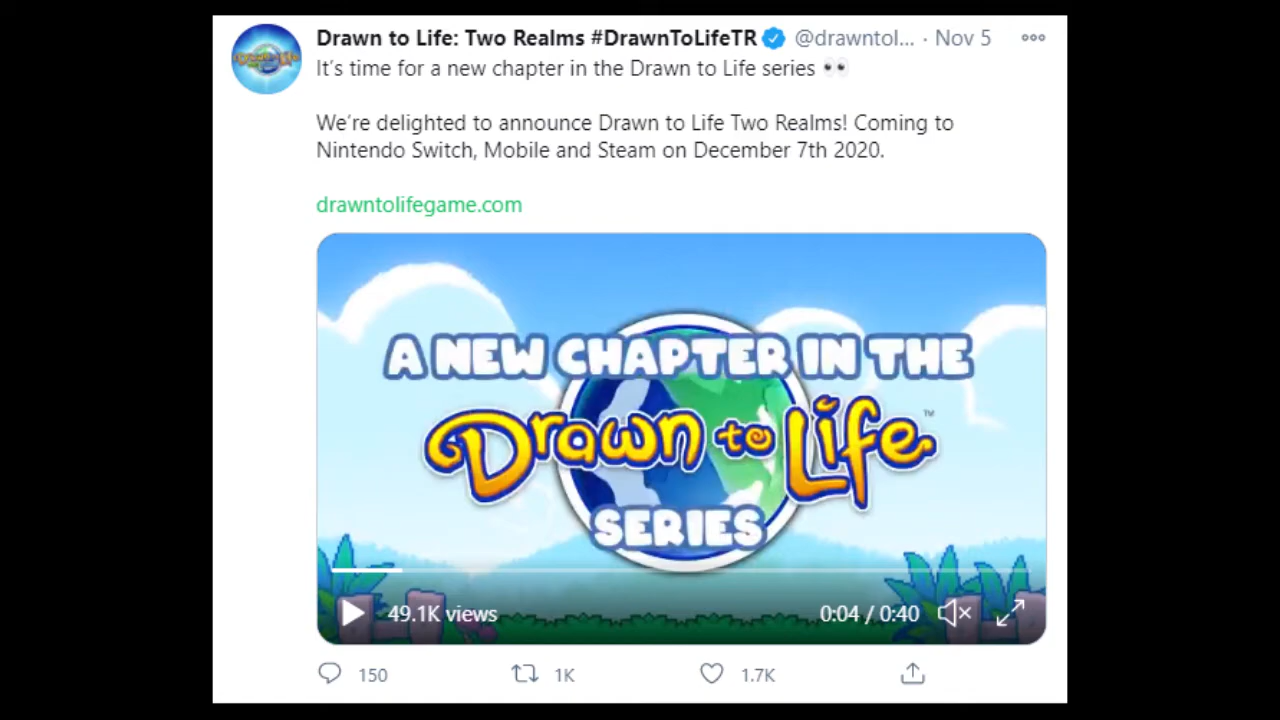 Drawn to Life: Two Realms #DrawnToLifeTR @drawntol... · Nov 5
It's time for a new chapter in the Drawn to Life series 👀
We're delighted to announce Drawn to Life Two Realms! Coming to
Nintendo Switch, Mobile and Steam on December 7th 2020.
drawntolifegame.com
A NEW CHAPTER IN THE
Drawn to Life™
SERIES
49.1K views 0:04 / 0:40
150 1K 1.7K